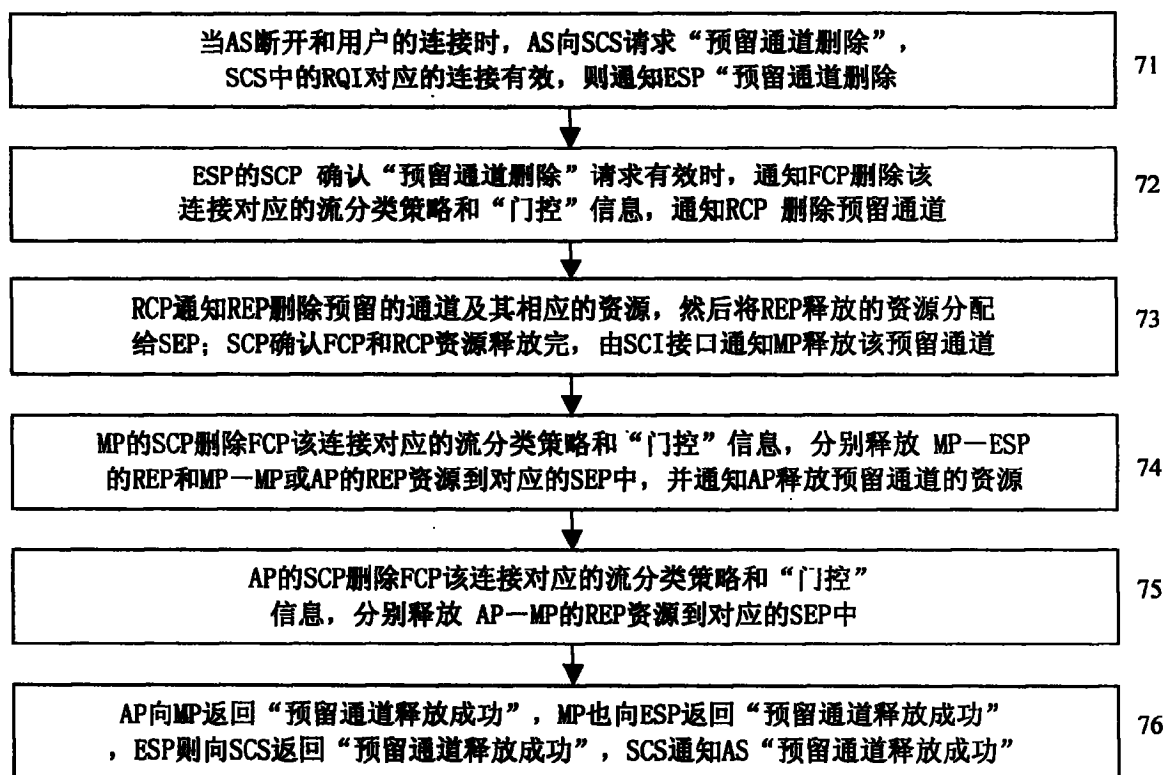 当AS断开和用户的连接时，AS向SCS请求“预留通道删除”，
SCS中的RQI对应的连接有效，则通知ESP“预留通道删除
71
ESP的SCP 确认“预留通道删除”请求有效时，通知FCP删除该
连接对应的流分类策略和“门控”信息，通知RCP 删除预留通道
72
RCP通知REP删除预留的通道及其相应的资源，然后将REP释放的资源分配
给SEP；SCP确认FCP和RCP资源释放完，由SCI接口通知MP释放该预留通道
73
MP的SCP删除FCP该连接对应的流分类策略和“门控”信息，分别释放 MP－ESP
的REP和MP－MP或AP的REP资源到对应的SEP中，并通知AP释放预留通道的资源
74
AP的SCP删除FCP该连接对应的流分类策略和“门控”
信息，分别释放 AP－MP的REP资源到对应的SEP中
75
AP向MP返回“预留通道释放成功”，MP也向ESP返回“预留通道释放成功”
，ESP则向SCS返回“预留通道释放成功”，SCS通知AS“预留通道释放成功”
76